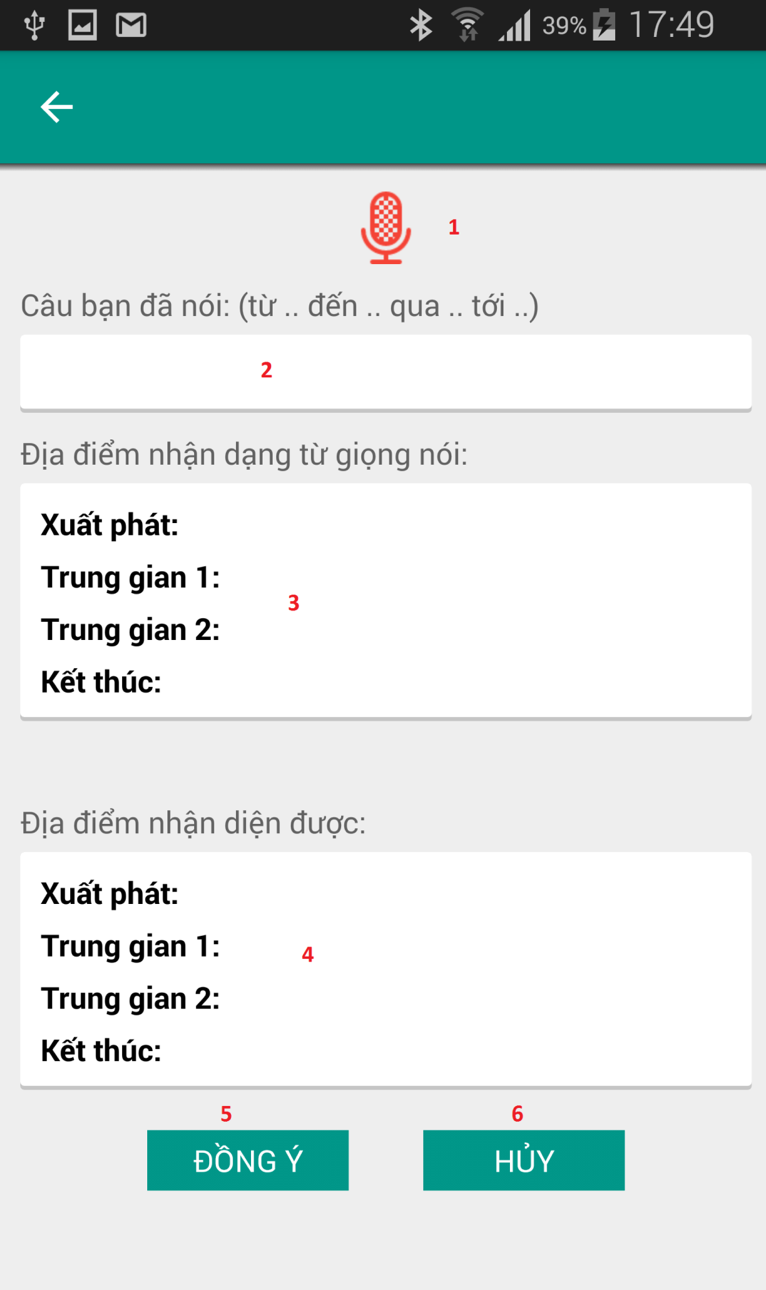 39% 17:49
1
Câu bạn đã nói: (từ .. đến .. qua .. tới ..)
2
Địa điểm nhận dạng từ giọng nói:
Xuất phát:
Trung gian 1:
3
Trung gian 2:
Kết thúc:
Địa điểm nhận diện được:
Xuất phát:
Trung gian 1:
4
Trung gian 2:
Kết thúc:
5 6
ĐỒNG Ý HỦY